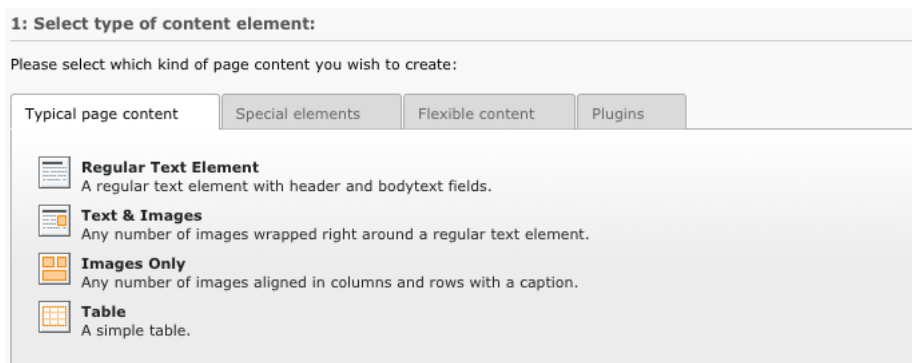 1: Select type of content element:
Please select which kind of page content you wish to create:
Typical page content Special elements Flexible content Plugins
Regular Text Element
A regular text element with header and bodytext fields.
Text & Images
Any number of images wrapped right around a regular text element.
Images Only
Any number of images aligned in columns and rows with a caption.
Table
A simple table.